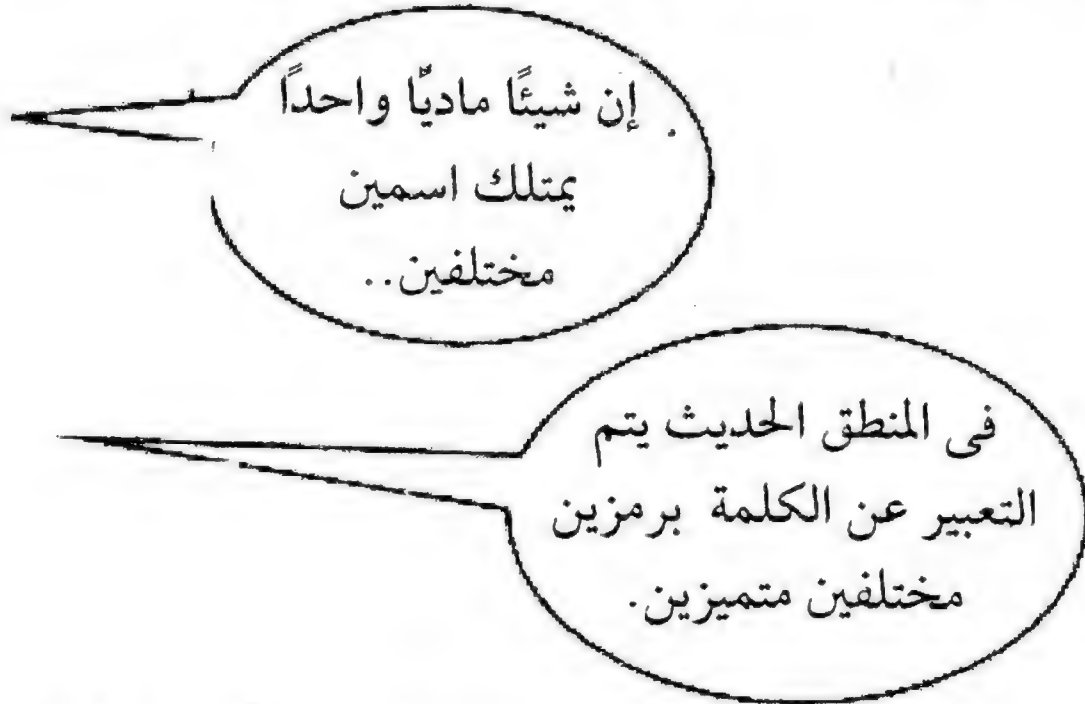 إن شيئًا ماديًا واحدًا
يمتلك اسمين
مختلفين..
فى المنطق الحديث يتم
التعبير عن الكلمة برمزين
مختلفين متميزين.